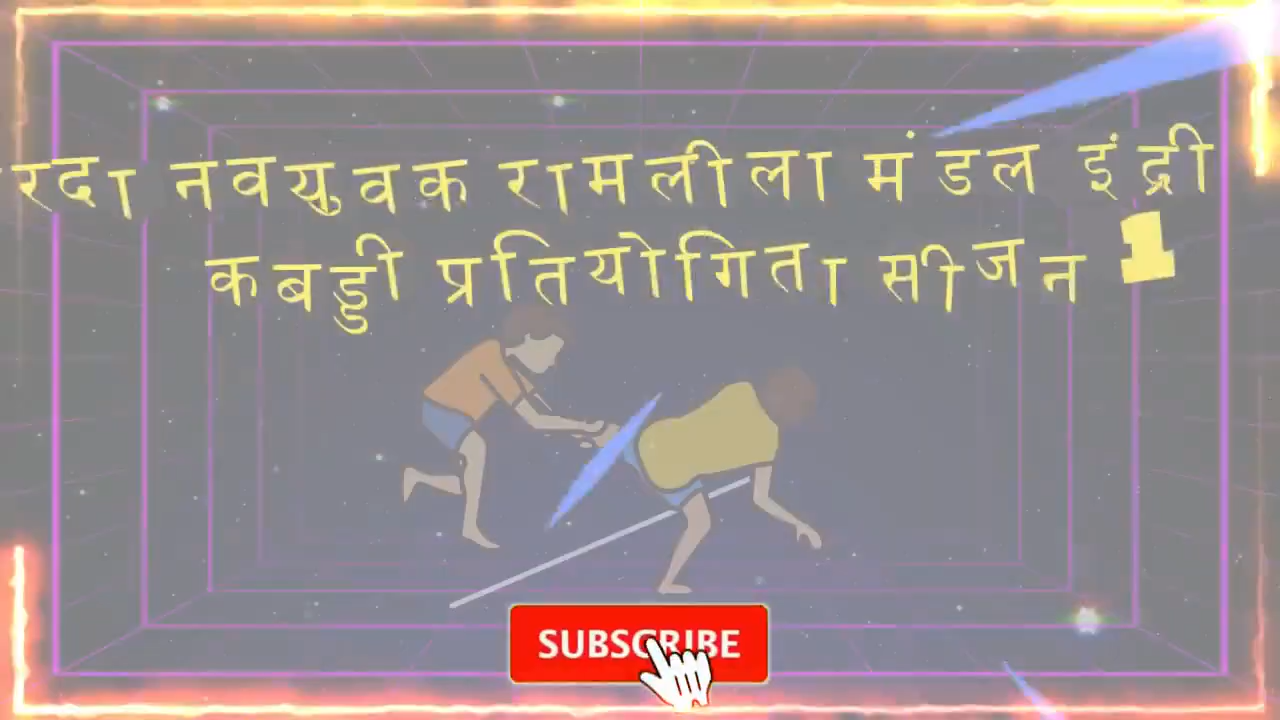 रदा नवयुवक रामलीला मंडल इंद्री
कबड्डी प्रतियोगिता सीजन 1
SUBSCRIBE